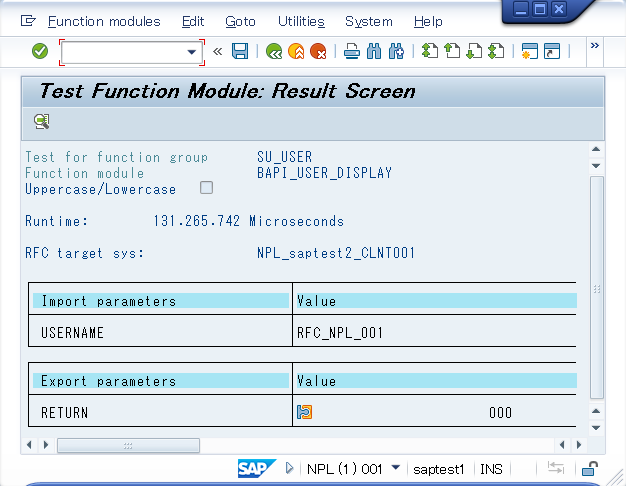 Function modules Edit Goto Utilities System Help
«
»
Test Function Module: Result Screen
Test for function group SU_USER
Function module BAPI_USER_DISPLAY
Uppercase/Lowercase
Runtime: 131.265.742 Microseconds
RFC target sys: NPL_saptest2_CLNT001
Import parameters Value
USERNAME RFC_NPL_001
Export parameters Value
RETURN 000
SAP NPL (1) 001 saptest1 INS